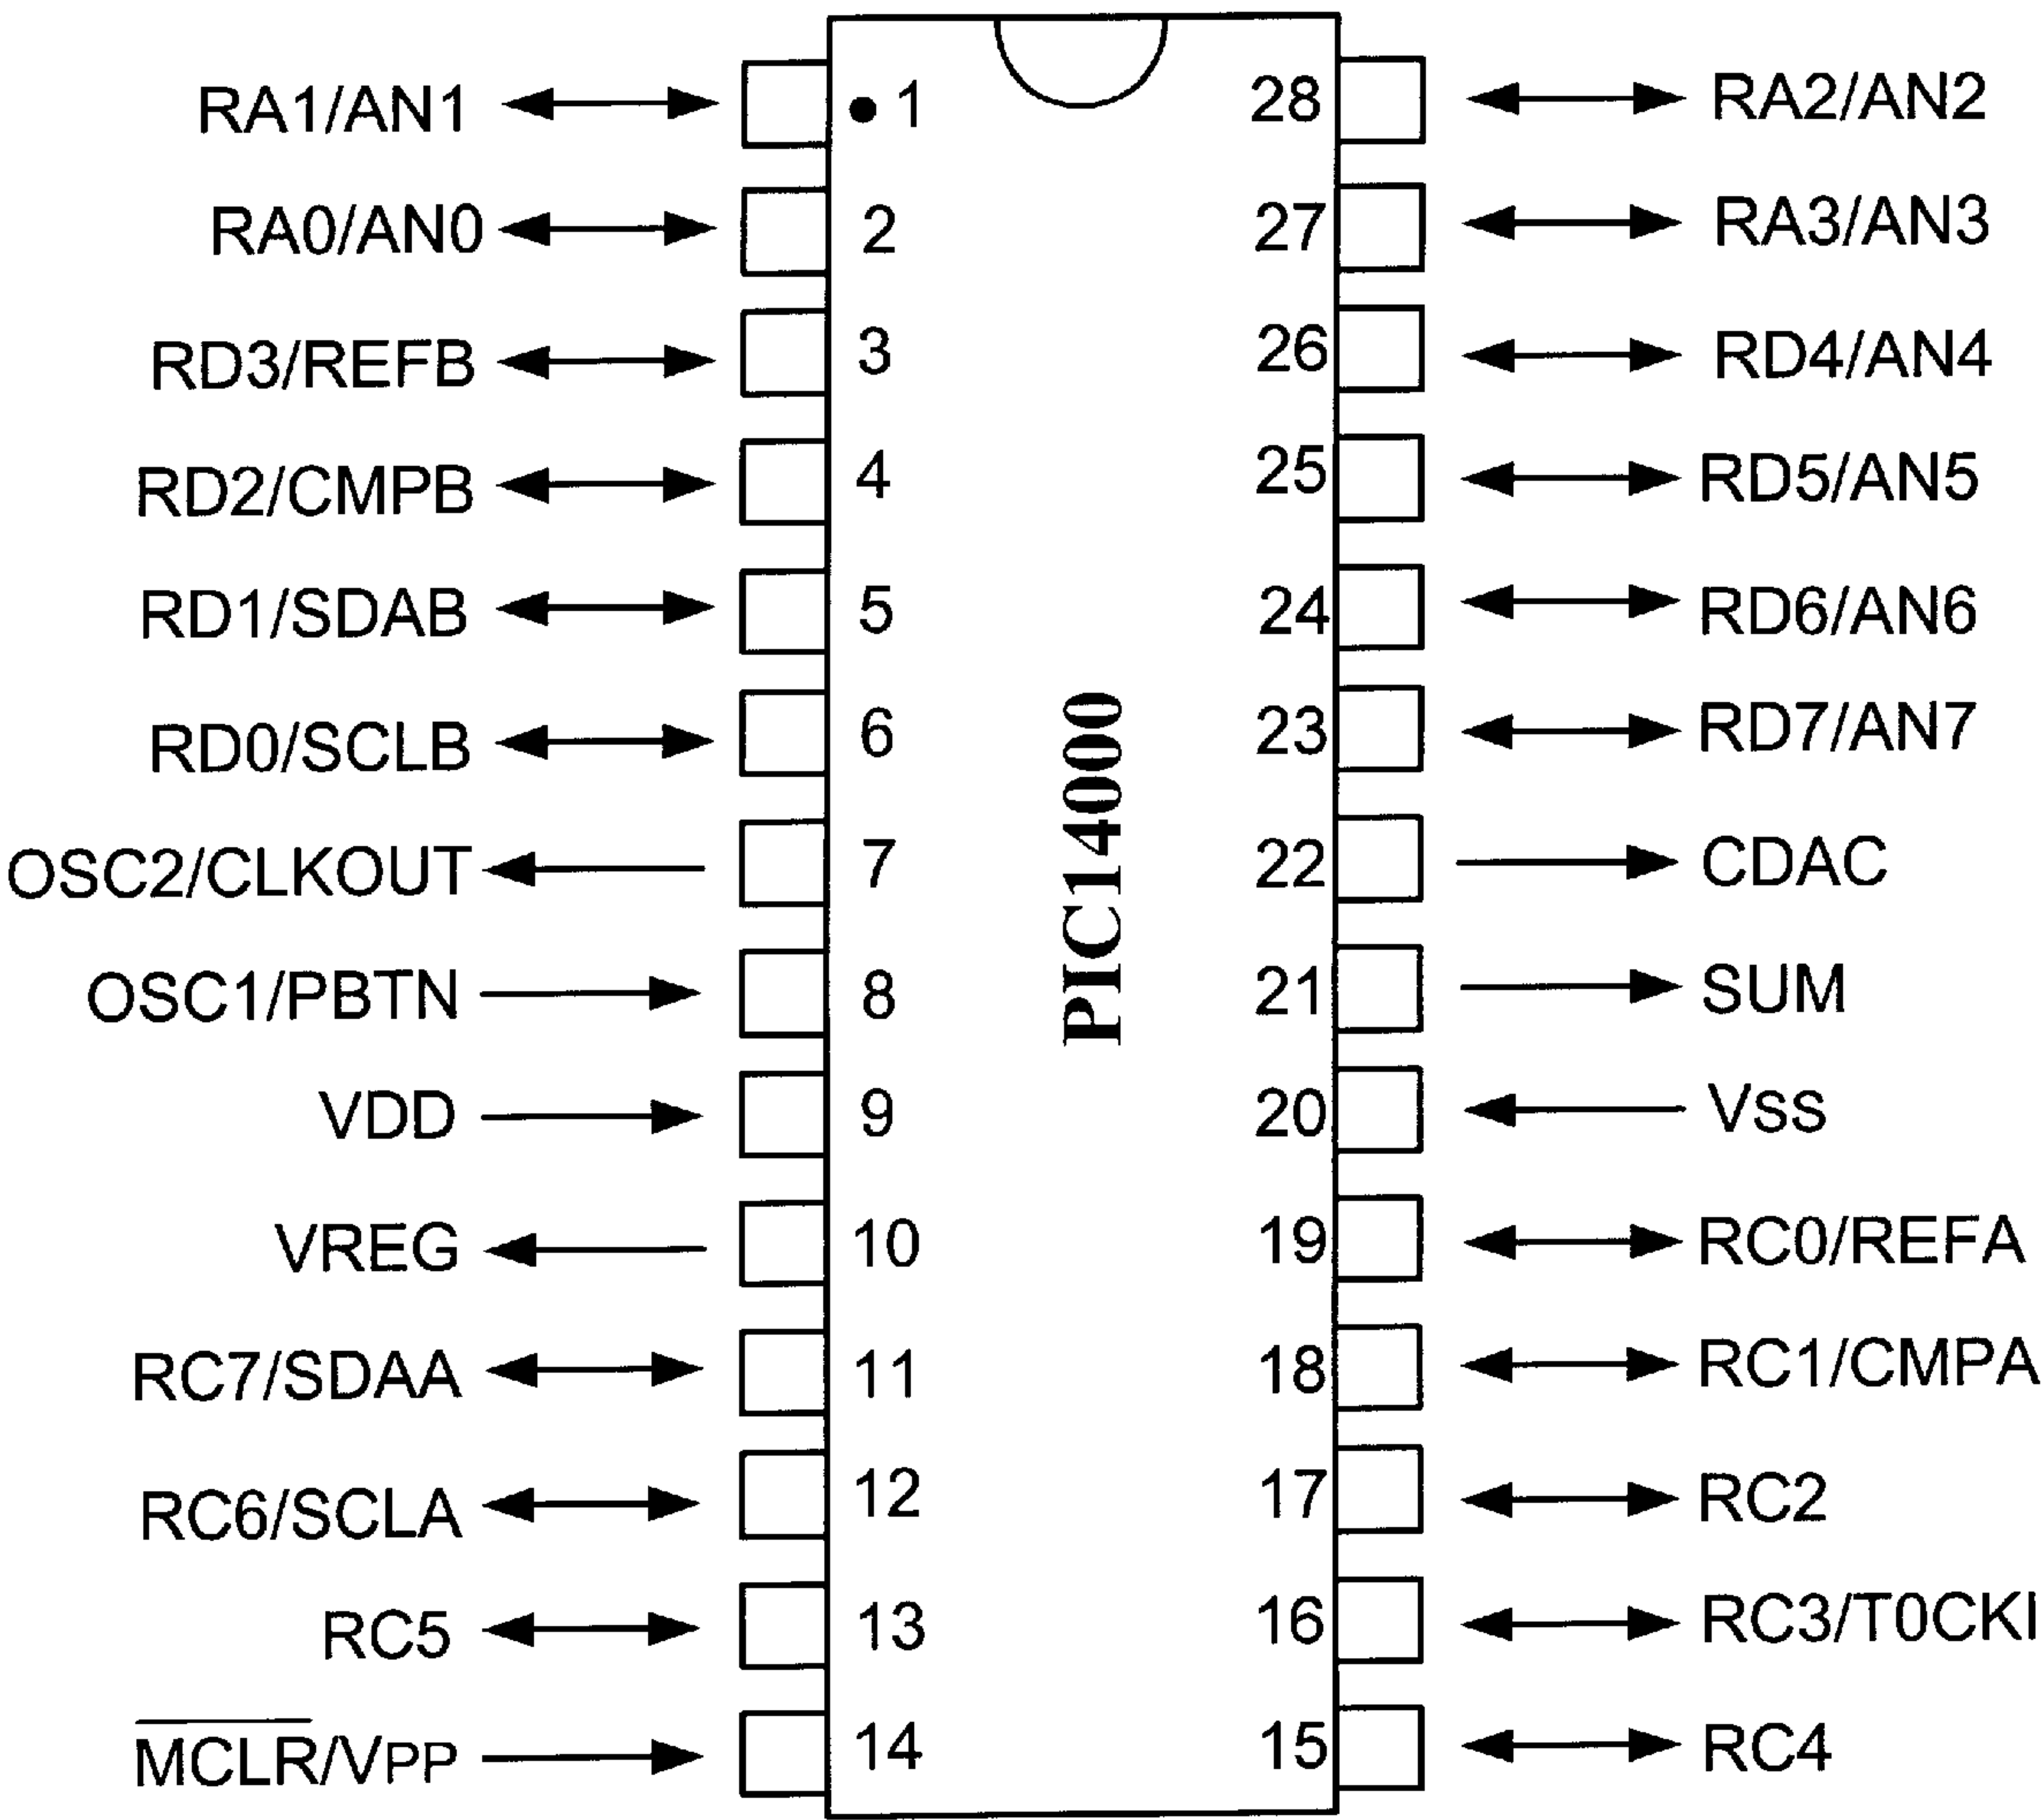 RA1/AN1 1 28 RA2/AN2
RA0/AN0 2 27 RA3/AN3
RD3/REFB 3 26 RD4/AN4
RD2/CMPB 4 25 RD5/AN5
RD1/SDAB 5 24 RD6/AN6
RD0/SCLB 6 23 RD7/AN7
OSC2/CLKOUT 7 22 CDAC
OSC1/PBTN 8 21 SUM
VDD 9 20 VSS
VREG 10 19 RC0/REFA
RC7/SDAA 11 18 RC1/CMPA
RC6/SCLA 12 17 RC2
RC5 13 16 RC3/T0CKI
MCLR/VPP 14 15 RC4
PIC14000